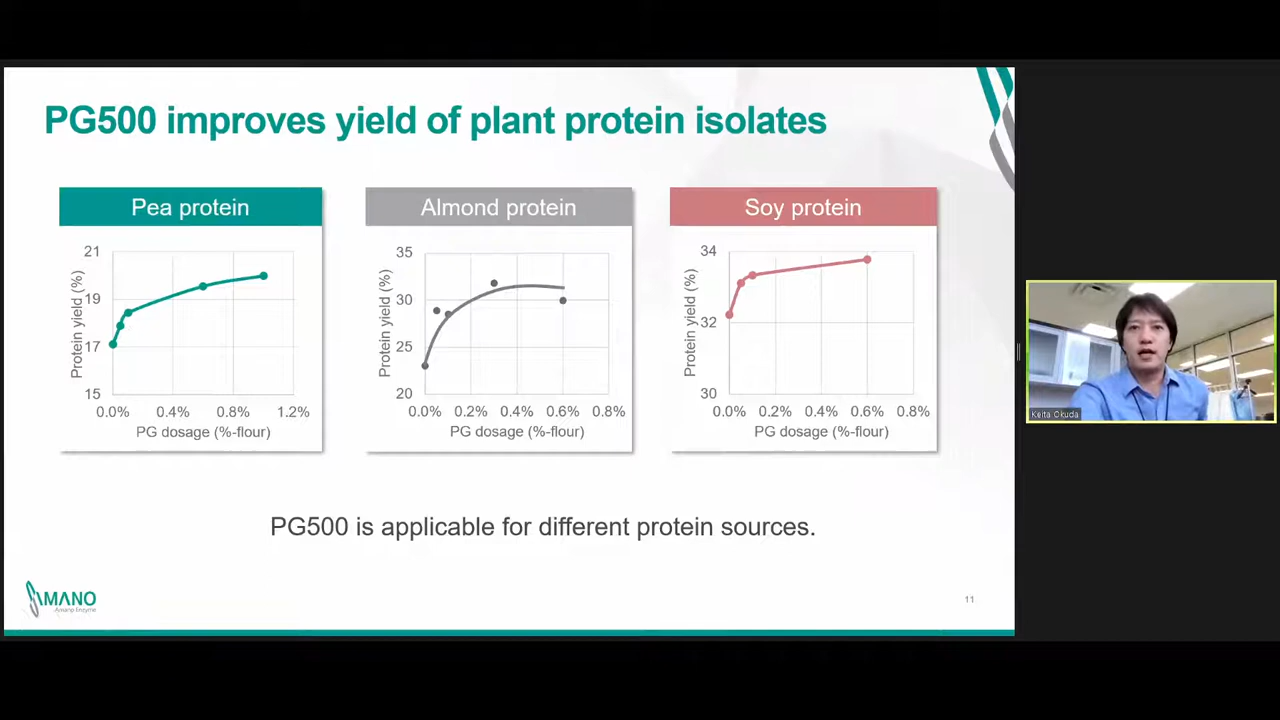 PG500 improves yield of plant protein isolates
Pea protein
21
19
17
15
Protein yield (%)
0.0% 0.4% 0.8% 1.2%
PG dosage (%-flour)
Almond protein
35
30
25
20
Protein yield (%)
0.0% 0.2% 0.4% 0.6% 0.8%
PG dosage (%-flour)
Soy protein
34
32
30
Protein yield (%)
0.0% 0.2% 0.4% 0.6% 0.8%
PG dosage (%-flour)
PG500 is applicable for different protein sources.
AMANO
Amano Enzyme
11
Keita Okuda